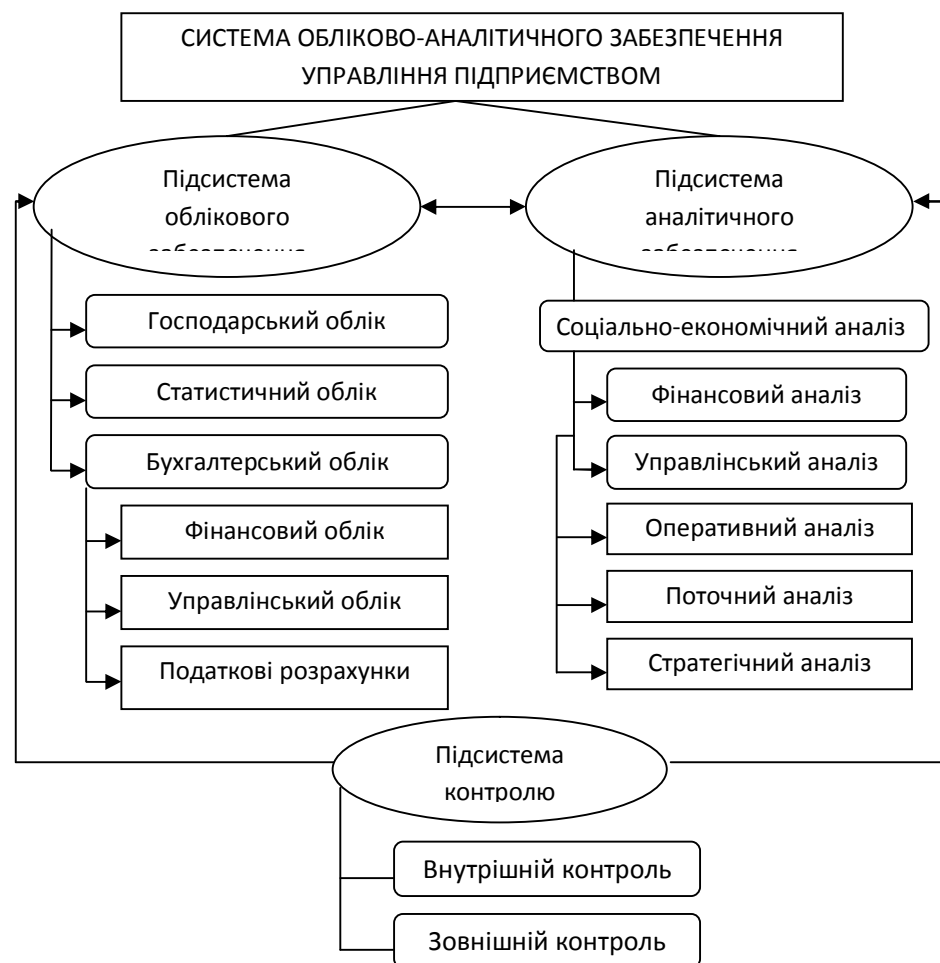 СИСТЕМА ОБЛІКОВО-АНАЛІТИЧНОГО ЗАБЕЗПЕЧЕННЯ
УПРАВЛІННЯ ПІДПРИЄМСТВОМ
Підсистема
облікового
забезпечення
Підсистема
аналітичного
забезпечення
Господарський облік
Статистичний облік
Бухгалтерський облік
Фінансовий облік
Управлінський облік
Податкові розрахунки
Соціально-економічний аналіз
Фінансовий аналіз
Управлінський аналіз
Оперативний аналіз
Поточний аналіз
Стратегічний аналіз
Підсистема
контролю
Внутрішній контроль
Зовнішній контроль